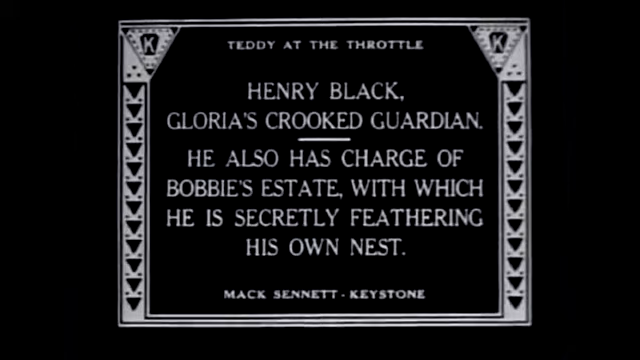 K K
TEDDY AT THE THROTTLE
HENRY BLACK,
GLORIA'S CROOKED GUARDIAN.
HE ALSO HAS CHARGE OF
BOBBIE'S ESTATE, WITH WHICH
HE IS SECRETLY FEATHERING
HIS OWN NEST.
MACK SENNETT - KEYSTONE